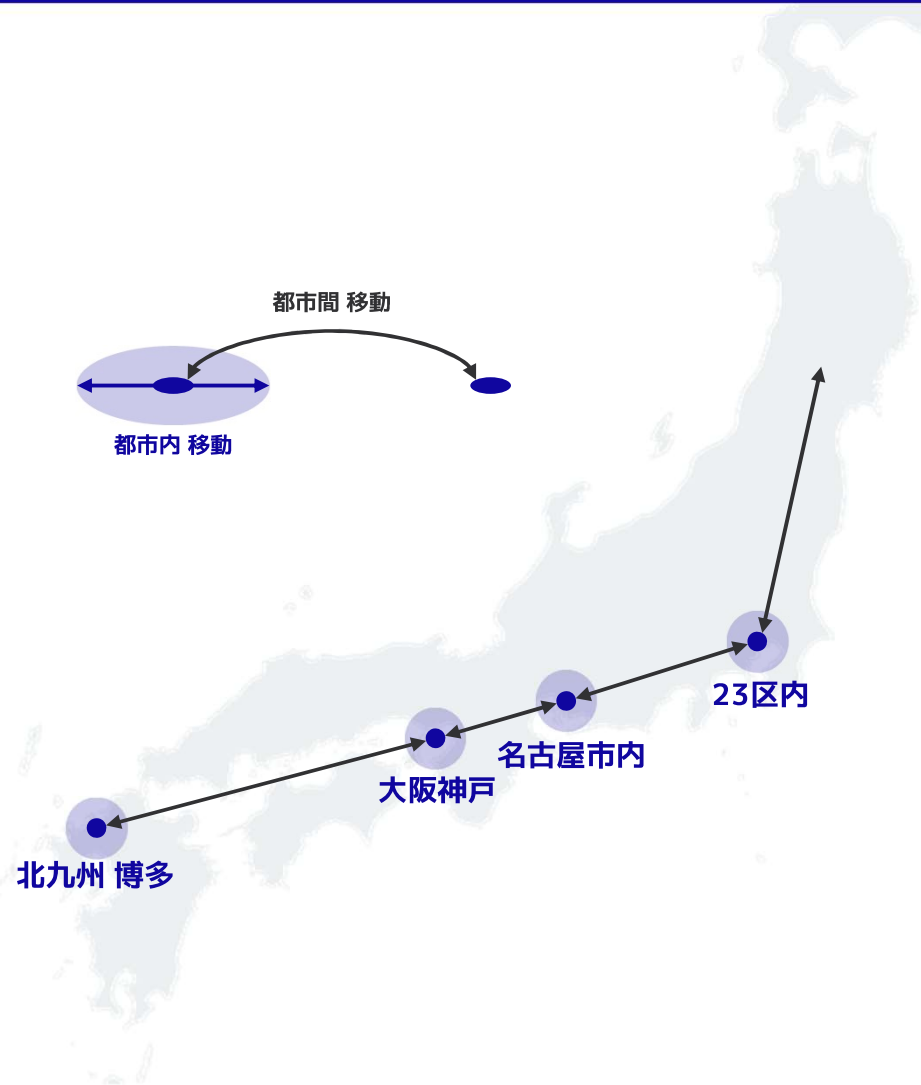 都市間 移動
都市内 移動
23区内
名古屋市内
大阪神戸
北九州 博多